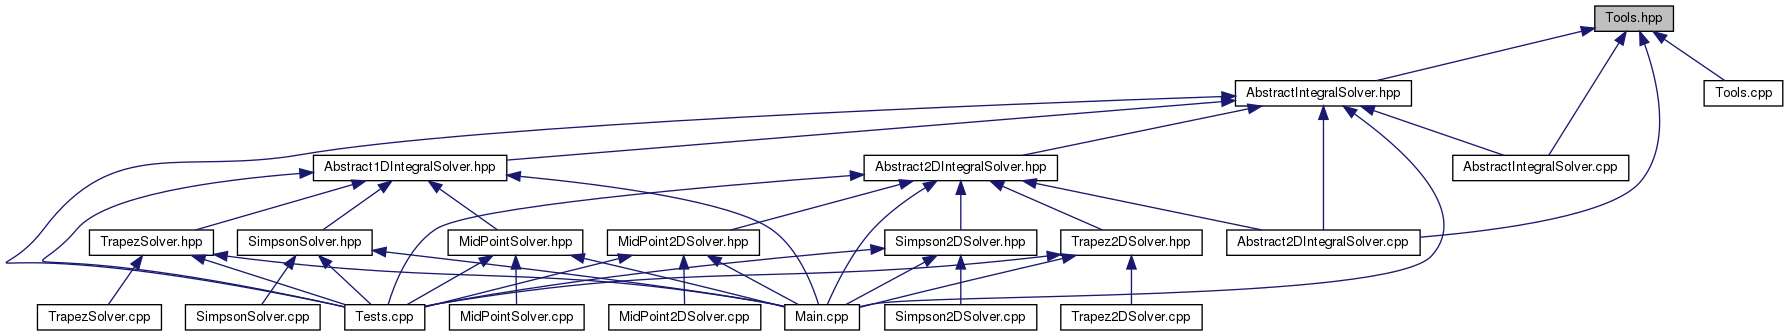 Tools.hpp
AbstractIntegralSolver.hpp
Tools.cpp
Abstract1DIntegralSolver.hpp
Abstract2DIntegralSolver.hpp
AbstractIntegralSolver.cpp
TrapezSolver.hpp
SimpsonSolver.hpp
MidPointSolver.hpp
MidPoint2DSolver.hpp
Simpson2DSolver.hpp
Trapez2DSolver.hpp
Abstract2DIntegralSolver.cpp
TrapezSolver.cpp
SimpsonSolver.cpp
Tests.cpp
MidPointSolver.cpp
MidPoint2DSolver.cpp
Main.cpp
Simpson2DSolver.cpp
Trapez2DSolver.cpp